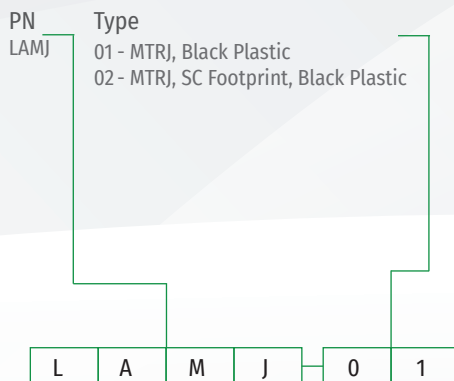 PN Type
LAMJ
01 - MTRJ, Black Plastic
02 - MTRJ, SC Footprint, Black Plastic
L A M J 0 1